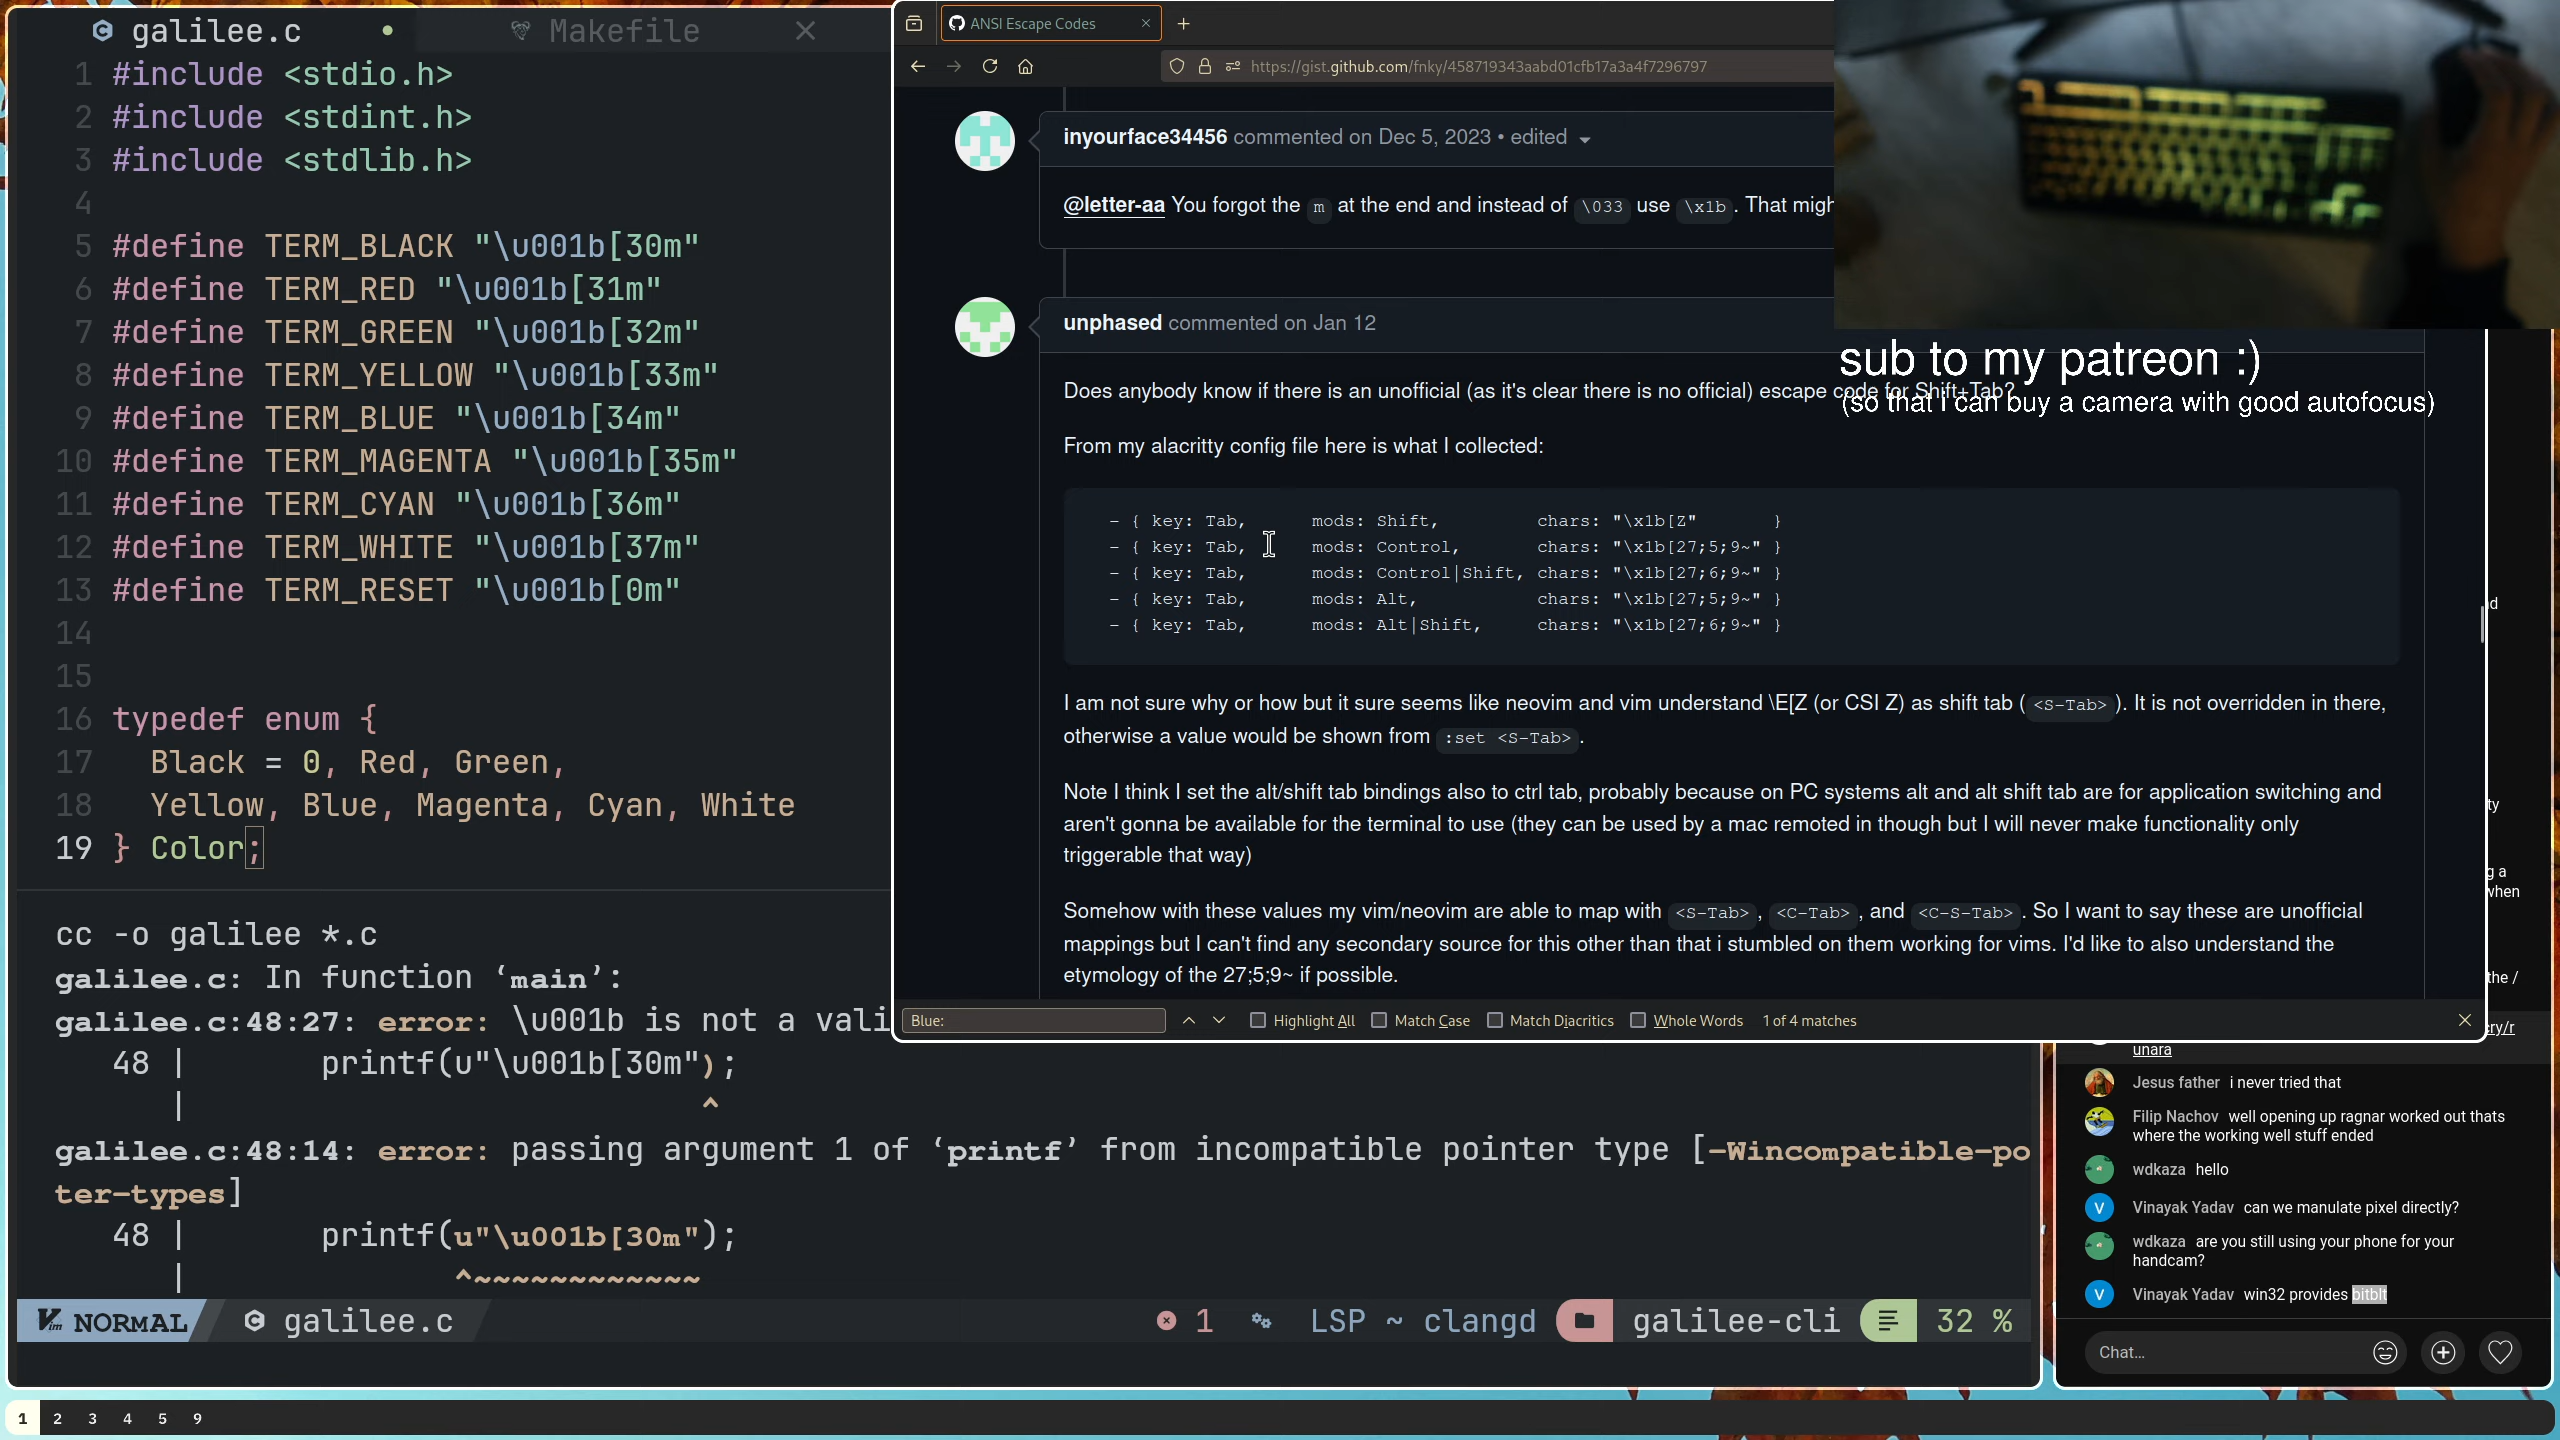 galilee.c
Makefile
1 #include <stdio.h>
2 #include <stdint.h>
3 #include <stdlib.h>
4
5 #define TERM_BLACK "\u001b[30m"
6 #define TERM_RED "\u001b[31m"
7 #define TERM_GREEN "\u001b[32m"
8 #define TERM_YELLOW "\u001b[33m"
9 #define TERM_BLUE "\u001b[34m"
10 #define TERM_MAGENTA "\u001b[35m"
11 #define TERM_CYAN "\u001b[36m"
12 #define TERM_WHITE "\u001b[37m"
13 #define TERM_RESET "\u001b[0m"
14
15
16 typedef enum {
17   Black = 0, Red, Green,
18   Yellow, Blue, Magenta, Cyan, White
19 } Color;
cc -o galilee *.c
galilee.c: In function ‘main’:
galilee.c:48:27: error: \u001b is not a vali
48 |       printf(u"\u001b[30m");
|                           ^
galilee.c:48:14: error: passing argument 1 of ‘printf’ from incompatible pointer type [-Wincompatible-po
ter-types]
48 |       printf(u"\u001b[30m");
|              ^~~~~~~~~~~~~
NORMAL galilee.c 1 LSP ~ clangd galilee-cli 32 %
ANSI Escape Codes
https://gist.github.com/fnky/458719343aabd01cfb17a3a4f7296797
inyourface34456 commented on Dec 5, 2023 • edited
@letter-aa You forgot the m at the end and instead of \033 use \x1b. That migh
unphased commented on Jan 12
Does anybody know if there is an unofficial (as it's clear there is no official) escape code for Shift+Tab?
From my alacritty config file here is what I collected:
- { key: Tab,      mods: Shift,         chars: "\x1b[Z"       }
- { key: Tab,      mods: Control,       chars: "\x1b[27;5;9~" }
- { key: Tab,      mods: Control|Shift, chars: "\x1b[27;6;9~" }
- { key: Tab,      mods: Alt,           chars: "\x1b[27;5;9~" }
- { key: Tab,      mods: Alt|Shift,     chars: "\x1b[27;6;9~" }
I am not sure why or how but it sure seems like neovim and vim understand \E[Z (or CSI Z) as shift tab ( <S-Tab> ). It is not overridden in there,
otherwise a value would be shown from :set <S-Tab> .
Note I think I set the alt/shift tab bindings also to ctrl tab, probably because on PC systems alt and alt shift tab are for application switching and
aren't gonna be available for the terminal to use (they can be used by a mac remoted in though but I will never make functionality only
triggerable that way)
Somehow with these values my vim/neovim are able to map with <S-Tab> , <C-Tab> , and <C-S-Tab> . So I want to say these are unofficial
mappings but I can't find any secondary source for this other than that i stumbled on them working for vims. I'd like to also understand the
etymology of the 27;5;9~ if possible.
Blue: Highlight All Match Case Match Diacritics Whole Words 1 of 4 matches
sub to my patreon :)
(so that i can buy a camera with good autofocus)
ty
g a
when
the /
cry/r
unara
Jesus father i never tried that
Filip Nachov well opening up ragnar worked out thats
where the working well stuff ended
wdkaza hello
V Vinayak Yadav can we manulate pixel directly?
wdkaza are you still using your phone for your
handcam?
V Vinayak Yadav win32 provides bitblt
Chat...
1 2 3 4 5 9